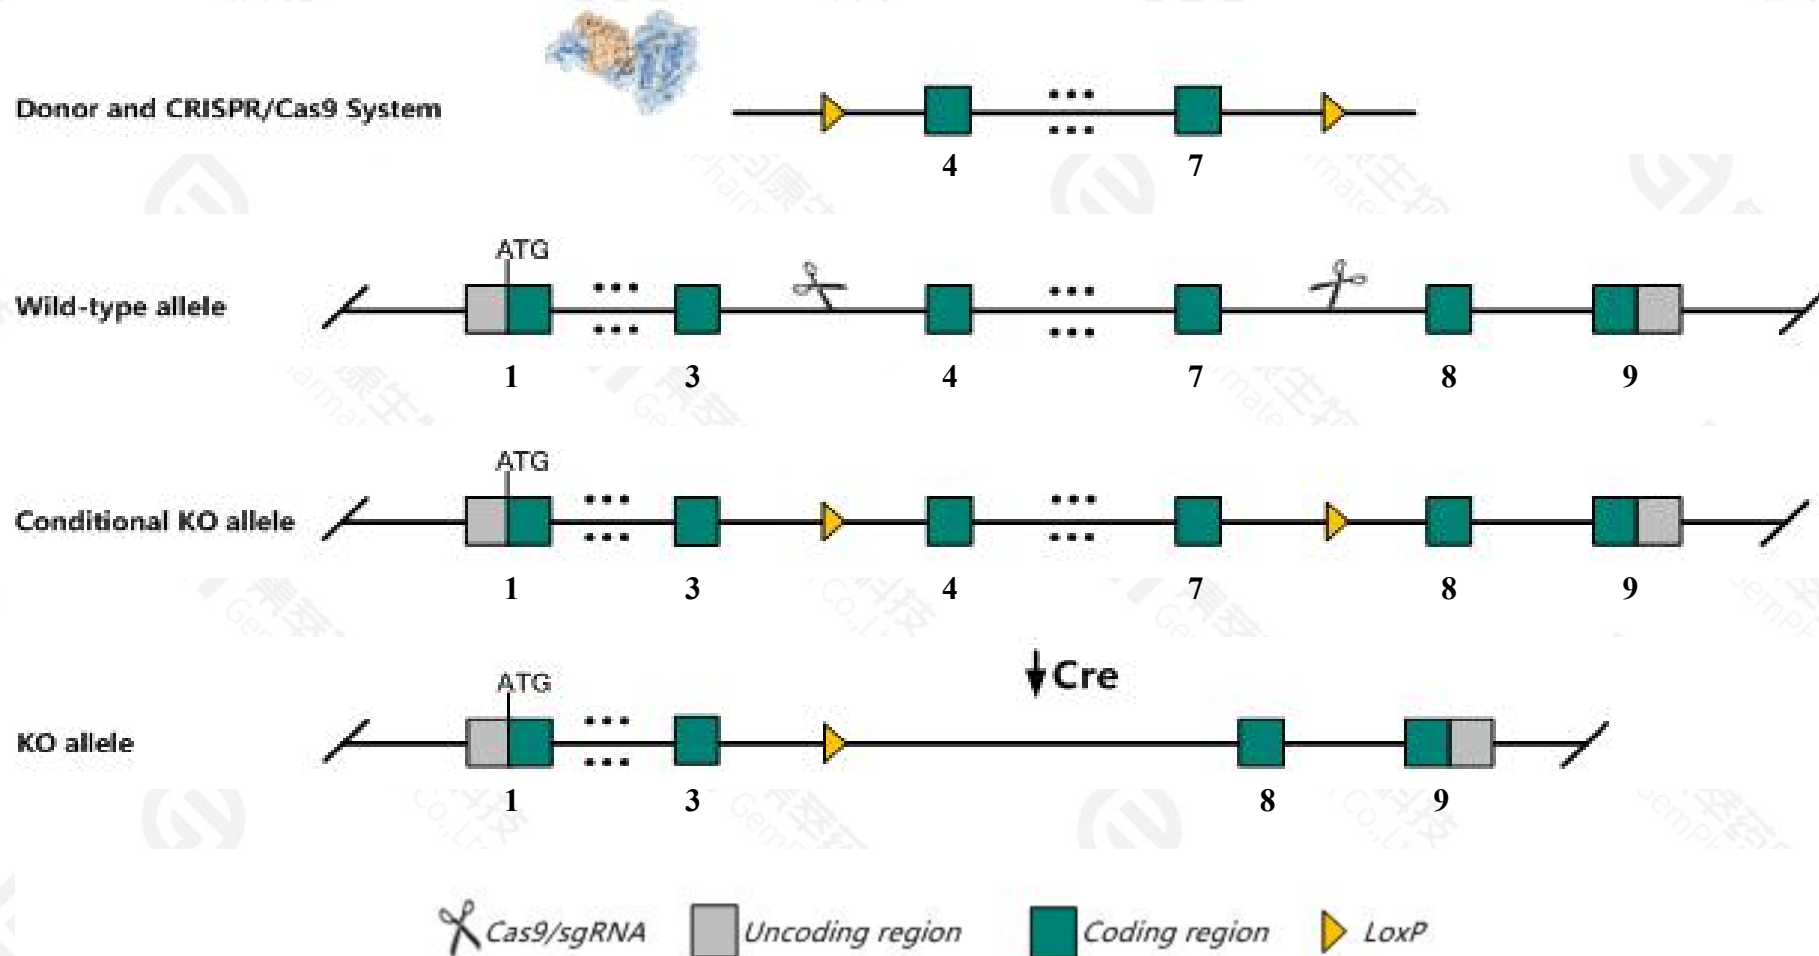 Donor and CRISPR/Cas9 System
4 7
ATG
Wild-type allele
1 3 4 7 8 9
ATG
Conditional KO allele
1 3 4 7 8 9
Cre
ATG
KO allele
1 3 8 9
Cas9/sgRNA Uncoding region Coding region LoxP